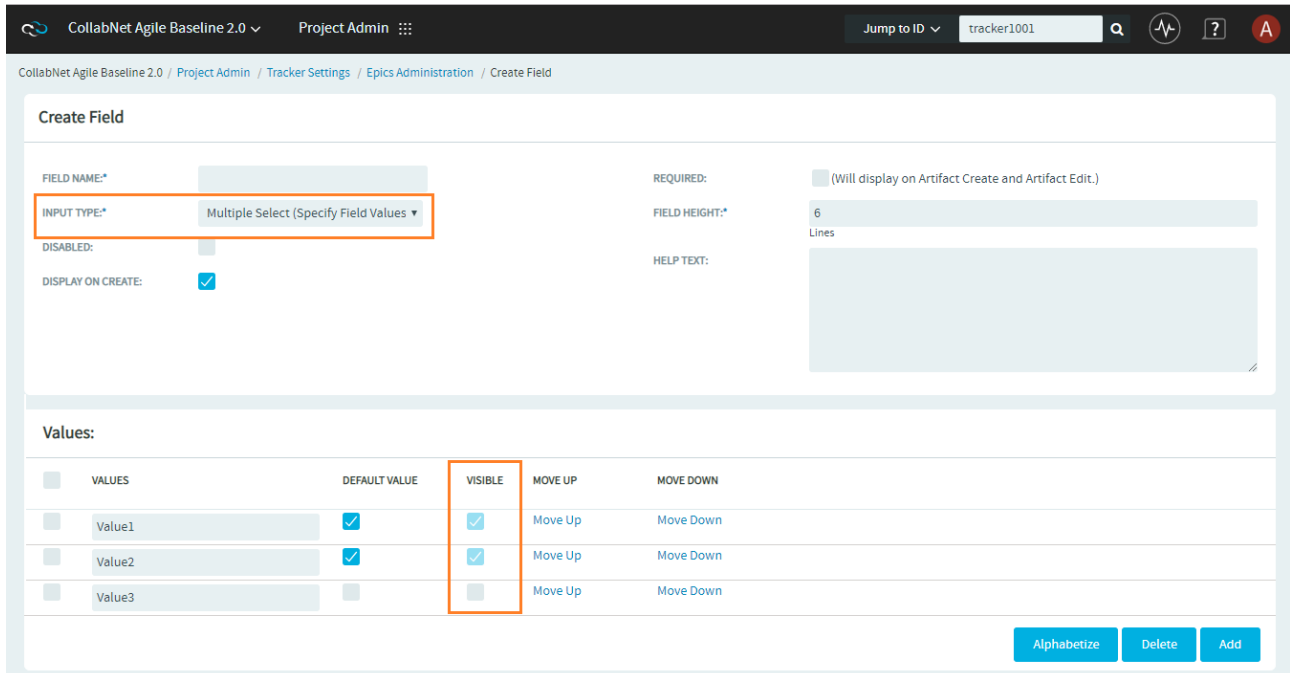 CollabNet Agile Baseline 2.0 Project Admin Jump to ID tracker1001 ? A
CollabNet Agile Baseline 2.0 / Project Admin / Tracker Settings / Epics Administration / Create Field
Create Field
FIELD NAME:*
INPUT TYPE:* Multiple Select (Specify Field Values
DISABLED:
DISPLAY ON CREATE:
REQUIRED: (Will display on Artifact Create and Artifact Edit.)
FIELD HEIGHT:* 6
Lines
HELP TEXT:
Values:
VALUES DEFAULT VALUE VISIBLE MOVE UP MOVE DOWN
Value1 Move Up Move Down
Value2 Move Up Move Down
Value3 Move Up Move Down
Alphabetize Delete Add